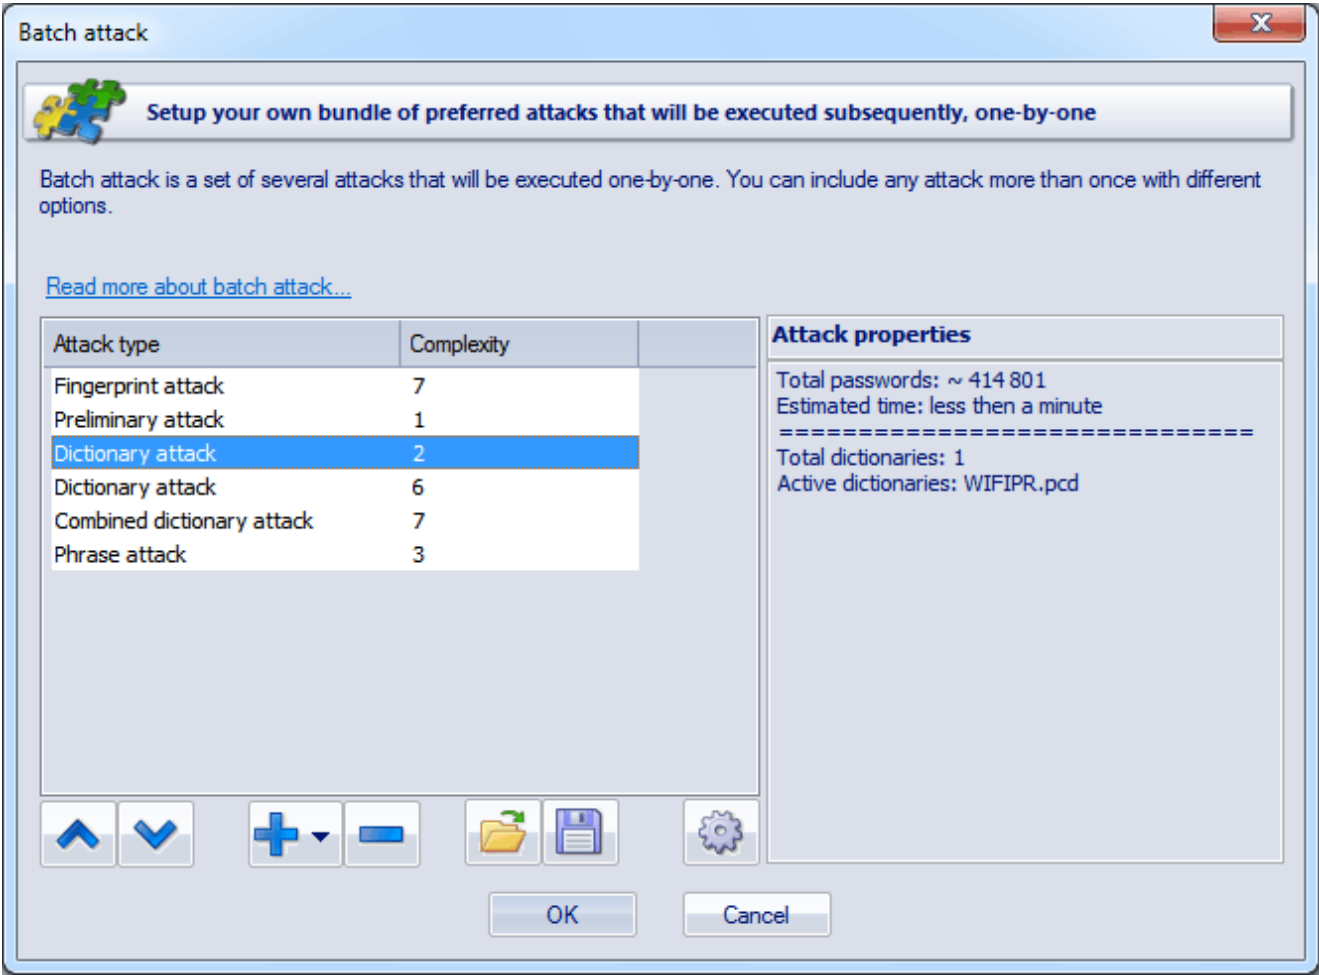 Batch attack
Setup your own bundle of preferred attacks that will be executed subsequently, one-by-one
Batch attack is a set of several attacks that will be executed one-by-one. You can include any attack more than once with different
options.
Read more about batch attack...
Attack type Complexity
Fingerprint attack 7
Preliminary attack 1
Dictionary attack 2
Dictionary attack 6
Combined dictionary attack 7
Phrase attack 3
Attack properties
Total passwords: ~ 414 801
Estimated time: less then a minute
==============================
Total dictionaries: 1
Active dictionaries: WIFIPR.pcd
OK Cancel